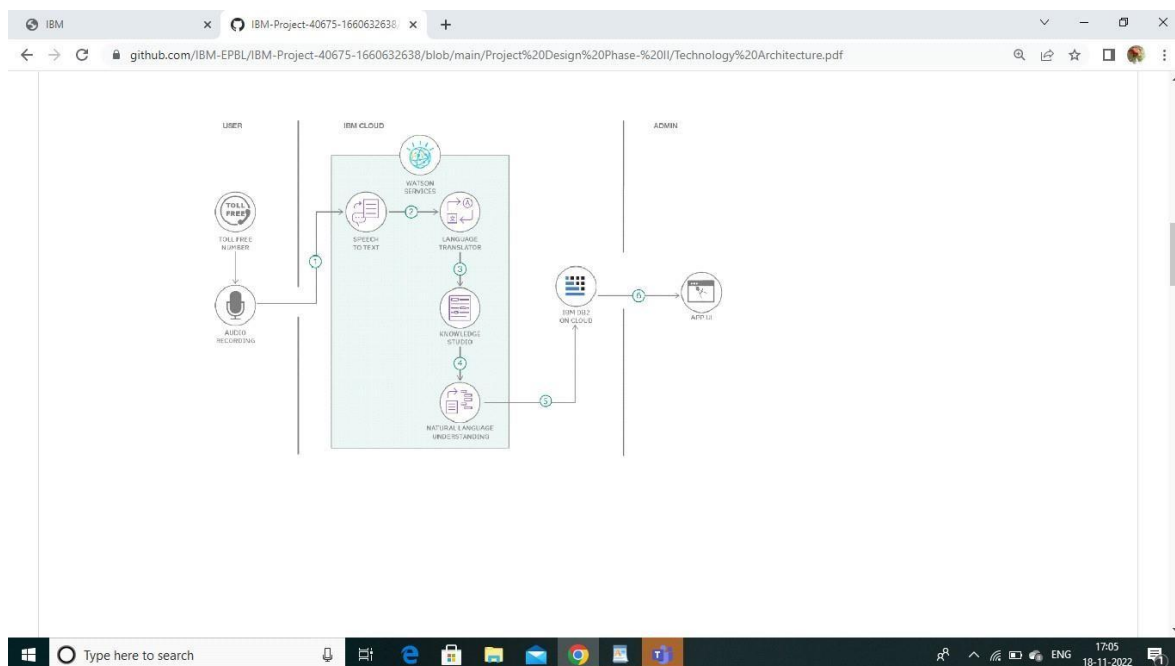 IBM
IBM-Project-40675-1660632638
github.com/IBM-EPBL/IBM-Project-40675-1660632638/blob/main/Project%20Design%20Phase-%20II/Technology%20Architecture.pdf
USER
IBM CLOUD
ADMIN
WATSON
SERVICES
TOLL
FREE
TOLL FREE
NUMBER
SPEECH
TO TEXT
2
A
LANGUAGE
TRANSLATOR
1
3
AUDIO
RECORDING
KNOWLEDGE
STUDIO
IBM DB2
ON CLOUD
6
APP UI
4
5
NATURAL LANGUAGE
UNDERSTANDING
Type here to search
ENG
17:05
18-11-2022